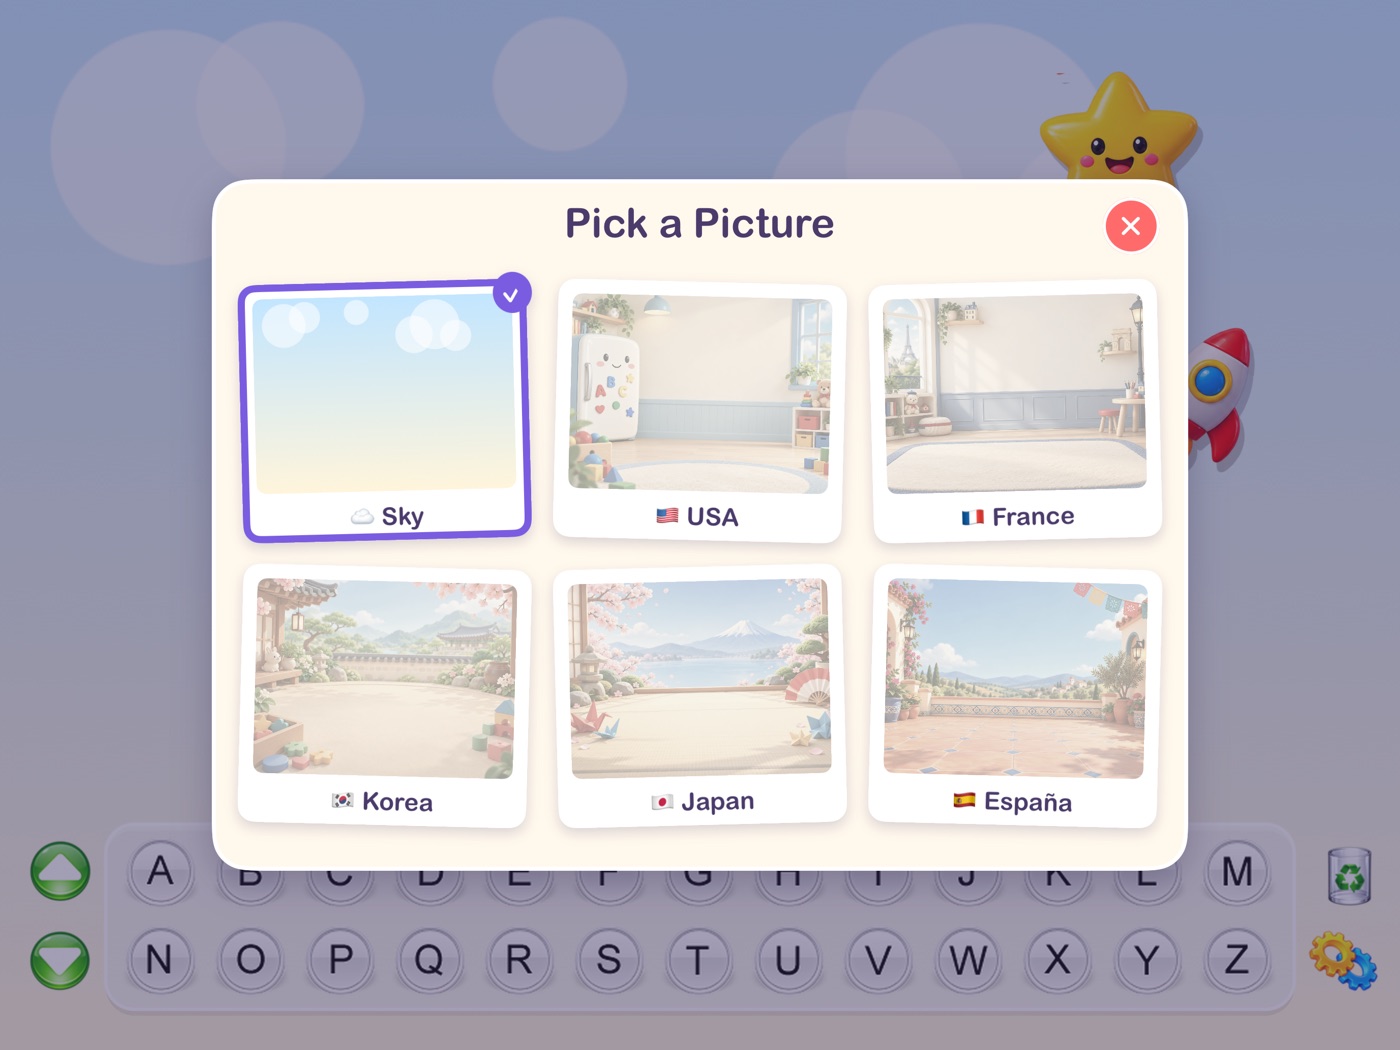 Pick a Picture
Sky
USA
France
Korea
Japan
España
A B C D E F G H I J K L M
N O P Q R S T U V W X Y Z